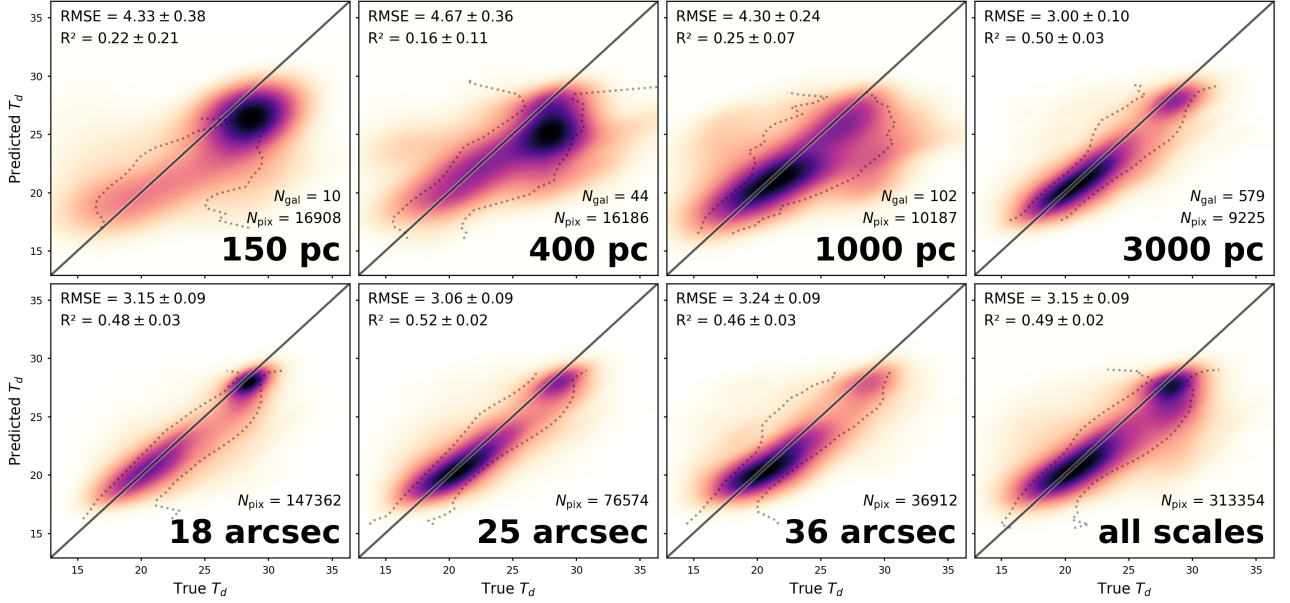 RMSE = 4.33 ± 0.38
R² = 0.22 ± 0.21
N_gal = 10
N_pix = 16908
150 pc
RMSE = 4.67 ± 0.36
R² = 0.16 ± 0.11
N_gal = 44
N_pix = 16186
400 pc
RMSE = 4.30 ± 0.24
R² = 0.25 ± 0.07
N_gal = 102
N_pix = 10187
1000 pc
RMSE = 3.00 ± 0.10
R² = 0.50 ± 0.03
N_gal = 579
N_pix = 9225
3000 pc
Predicted T_d
35
30
25
20
15
RMSE = 3.15 ± 0.09
R² = 0.48 ± 0.03
N_pix = 147362
18 arcsec
RMSE = 3.06 ± 0.09
R² = 0.52 ± 0.02
N_pix = 76574
25 arcsec
RMSE = 3.24 ± 0.09
R² = 0.46 ± 0.03
N_pix = 36912
36 arcsec
RMSE = 3.15 ± 0.09
R² = 0.49 ± 0.02
N_pix = 313354
all scales
Predicted T_d
35
30
25
20
15
15 20 25 30 35
15 20 25 30 35
15 20 25 30 35
15 20 25 30 35
True T_d
True T_d
True T_d
True T_d